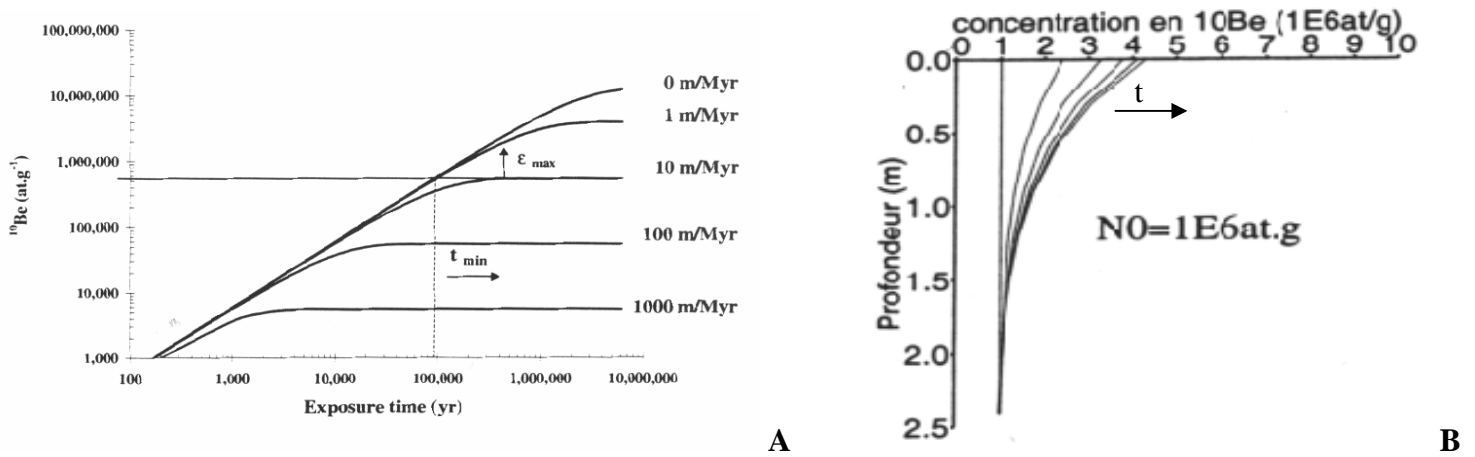 100,000,000
10,000,000
1,000,000
100,000
10,000
1,000
¹⁰Be (at.g⁻¹)
100
1,000
10,000
100,000
1,000,000
10,000,000
Exposure time (yr)
0 m/Myr
1 m/Myr
10 m/Myr
100 m/Myr
1000 m/Myr
ε max
t min
A
concentration en 10Be (1E6at/g)
0 1 2 3 4 5 6 7 8 9 10
0.0
0.5
1.0
1.5
2.0
2.5
Profondeur (m)
t
N0=1E6at.g
B